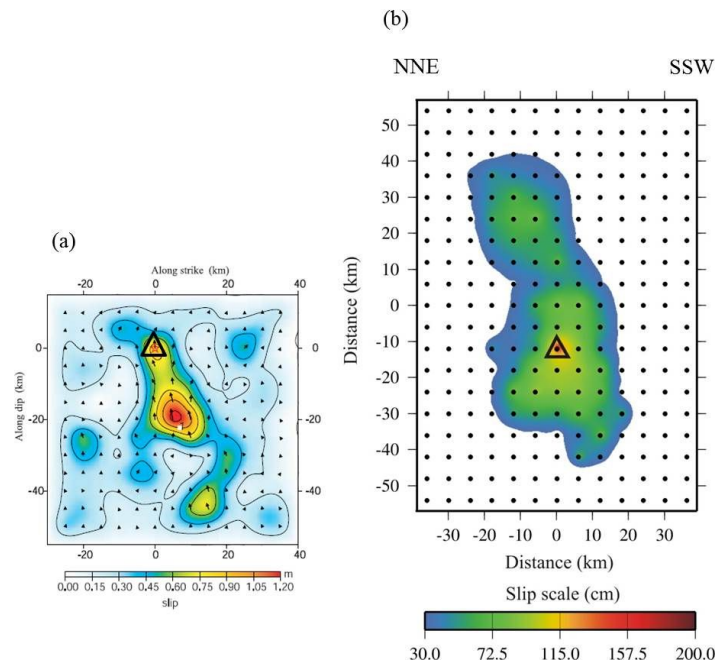 (b)
NNE SSW
50
40
30
20
10
0
-10
-20
-30
-40
-50
Distance (km)
-30 -20 -10 0 10 20 30
Distance (km)
Slip scale (cm)
30.0 72.5 115.0 157.5 200.0
(a)
Along strike (km)
-20 0 20 40
0
-20
-40
Along dip (km)
0
-20
-40
-20 0 20 40
0.00 0.15 0.30 0.45 0.60 0.75 0.90 1.05 1.20 m
slip